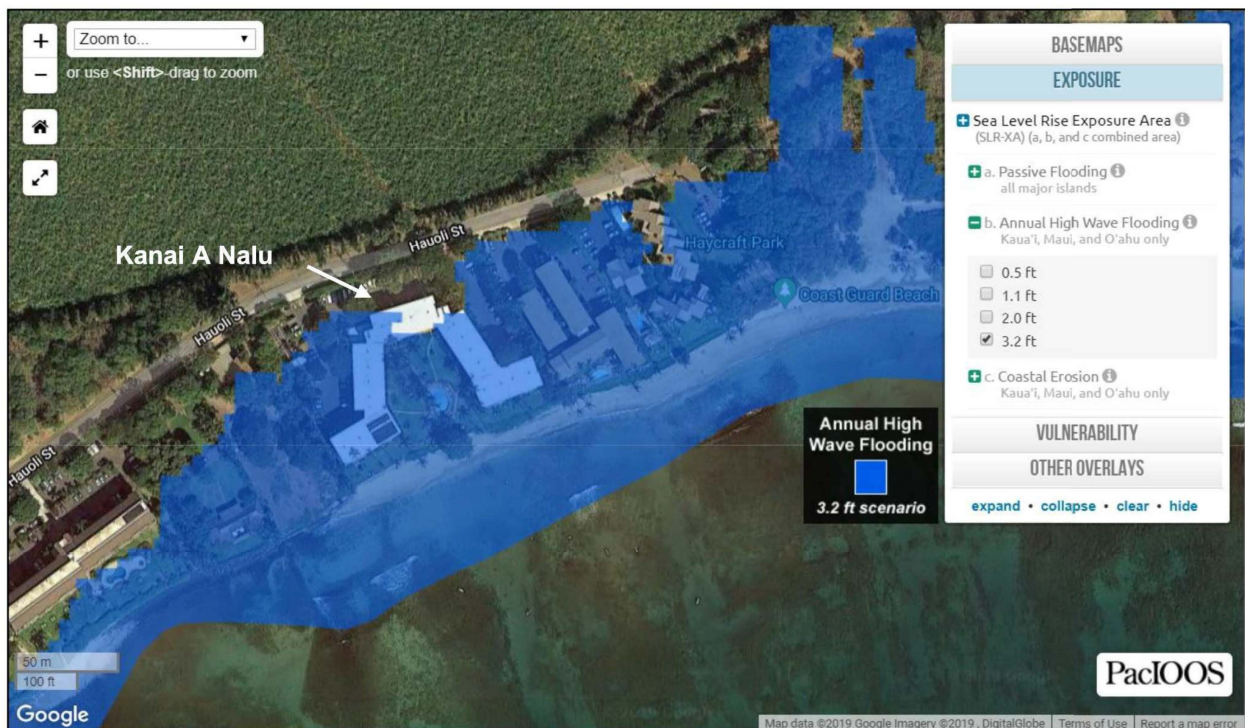 +
Zoom to...
−
or use <Shift>-drag to zoom
Kanai A Nalu
Hauoli St
Hauoli St
Hauoli St
Haycraft Park
Coast Guard Beach
Annual High
Wave Flooding
3.2 ft scenario
BASEMAPS
EXPOSURE
Sea Level Rise Exposure Area
(SLR-XA) (a, b, and c combined area)
a. Passive Flooding
all major islands
b. Annual High Wave Flooding
Kaua'i, Maui, and O'ahu only
0.5 ft
1.1 ft
2.0 ft
3.2 ft
c. Coastal Erosion
Kaua'i, Maui, and O'ahu only
VULNERABILITY
OTHER OVERLAYS
expand • collapse • clear • hide
50 m
100 ft
Google
PacIOOS
Map data ©2019 Google Imagery ©2019 , DigitalGlobe
Terms of Use
Report a map error